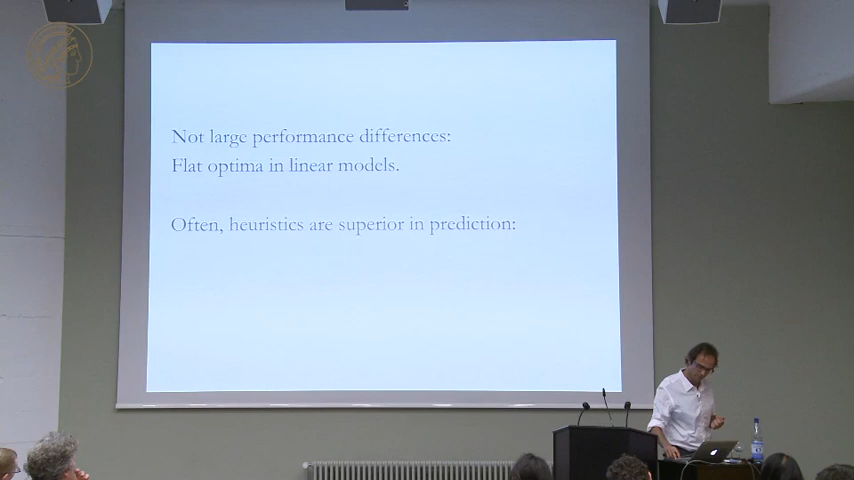 Not large performance differences:
Flat optima in linear models.
Often, heuristics are superior in prediction: